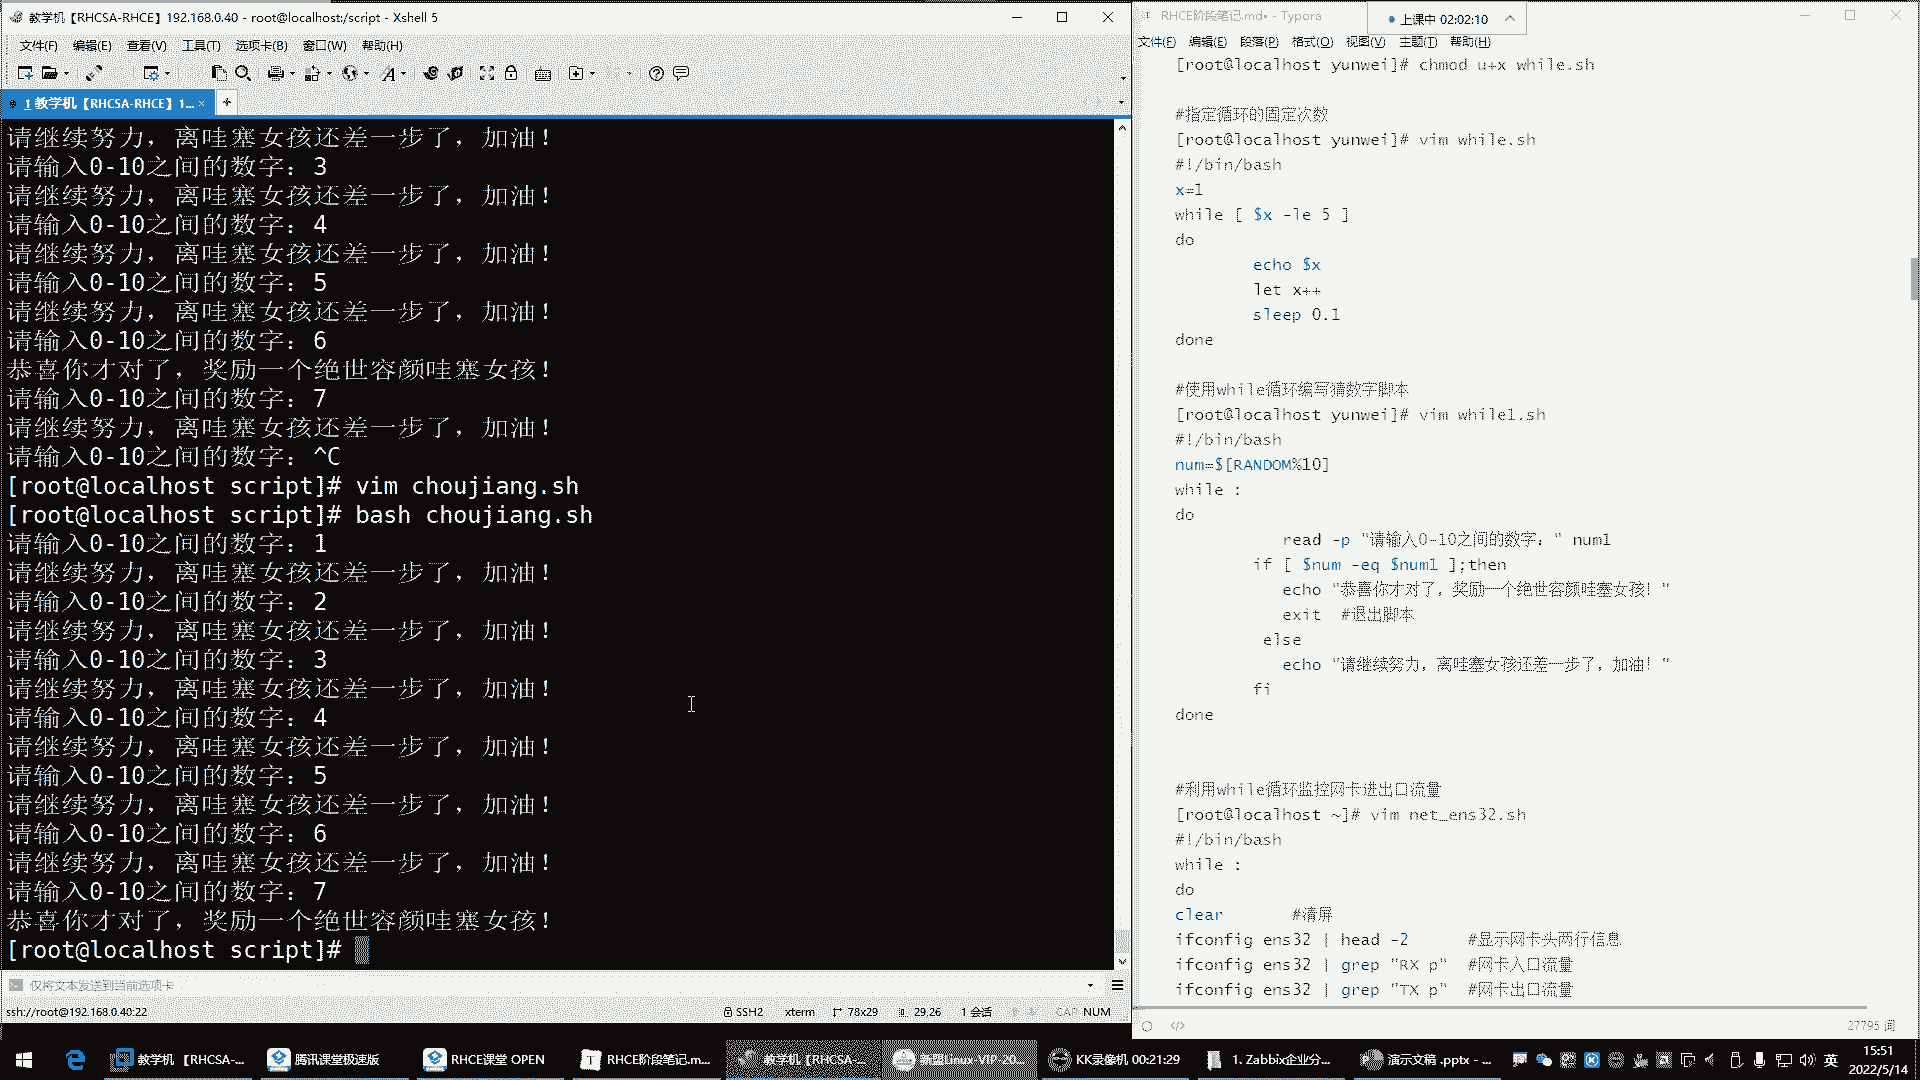 教学机【RHCSA-RHCE】192.168.0.40 - root@localhost:/script - Xshell 5
文件(F) 编辑(E) 查看(V) 工具(T) 选项卡(B) 窗口(W) 帮助(H)
1 教学机【RHCSA-RHCE】1... × +
请继续努力，离哇塞女孩还差一步了，加油！
请输入0-10之间的数字：3
请继续努力，离哇塞女孩还差一步了，加油！
请输入0-10之间的数字：4
请继续努力，离哇塞女孩还差一步了，加油！
请输入0-10之间的数字：5
请继续努力，离哇塞女孩还差一步了，加油！
请输入0-10之间的数字：6
恭喜你才对了，奖励一个绝世容颜哇塞女孩！
请输入0-10之间的数字：7
请继续努力，离哇塞女孩还差一步了，加油！
请输入0-10之间的数字：^C
[root@localhost script]# vim choujiang.sh
[root@localhost script]# bash choujiang.sh
请输入0-10之间的数字：1
请继续努力，离哇塞女孩还差一步了，加油！
请输入0-10之间的数字：2
请继续努力，离哇塞女孩还差一步了，加油！
请输入0-10之间的数字：3
请继续努力，离哇塞女孩还差一步了，加油！
请输入0-10之间的数字：4
请继续努力，离哇塞女孩还差一步了，加油！
请输入0-10之间的数字：5
请继续努力，离哇塞女孩还差一步了，加油！
请输入0-10之间的数字：6
请继续努力，离哇塞女孩还差一步了，加油！
请输入0-10之间的数字：7
恭喜你才对了，奖励一个绝世容颜哇塞女孩！
[root@localhost script]#
仅将文本发送到当前选项卡
ssh://root@192.168.0.40:22 SSH2 xterm 78x29 29,26 1 会话 CAP NUM
RHCE阶段笔记.md• - Typora
上课中 02:02:10
文件(F) 编辑(E) 段落(P) 格式(O) 视图(V) 主题(T) 帮助(H)
[root@localhost yunwei]# chmod u+x while.sh
#指定循环的固定次数
[root@localhost yunwei]# vim while.sh
#!/bin/bash
x=1
while [ $x -le 5 ]
do
echo $x
let x++
sleep 0.1
done
#使用while循环编写猜数字脚本
[root@localhost yunwei]# vim while1.sh
#!/bin/bash
num=$[RANDOM%10]
while :
do
read -p "请输入0-10之间的数字：" num1
if [ $num -eq $num1 ];then
echo "恭喜你才对了，奖励一个绝世容颜哇塞女孩！"
exit #退出脚本
else
echo "请继续努力，离哇塞女孩还差一步了，加油！"
fi
done
#利用while循环监控网卡进出口流量
[root@localhost ~]# vim net_ens32.sh
#!/bin/bash
while :
do
clear #清屏
ifconfig ens32 | head -2 #显示网卡头两行信息
ifconfig ens32 | grep "RX p" #网卡入口流量
ifconfig ens32 | grep "TX p" #网卡出口流量
</> 27795 词
教学机 【RHCSA-... 腾讯课堂极速版 RHCE课堂 OPEN RHCE阶段笔记.m... 教学机【RHCSA-... 新盟Linux-VIP-20... KK录像机 00:21:29 1. Zabbix企业分... 演示文稿 .pptx - ... 英 15:51
2022/5/14